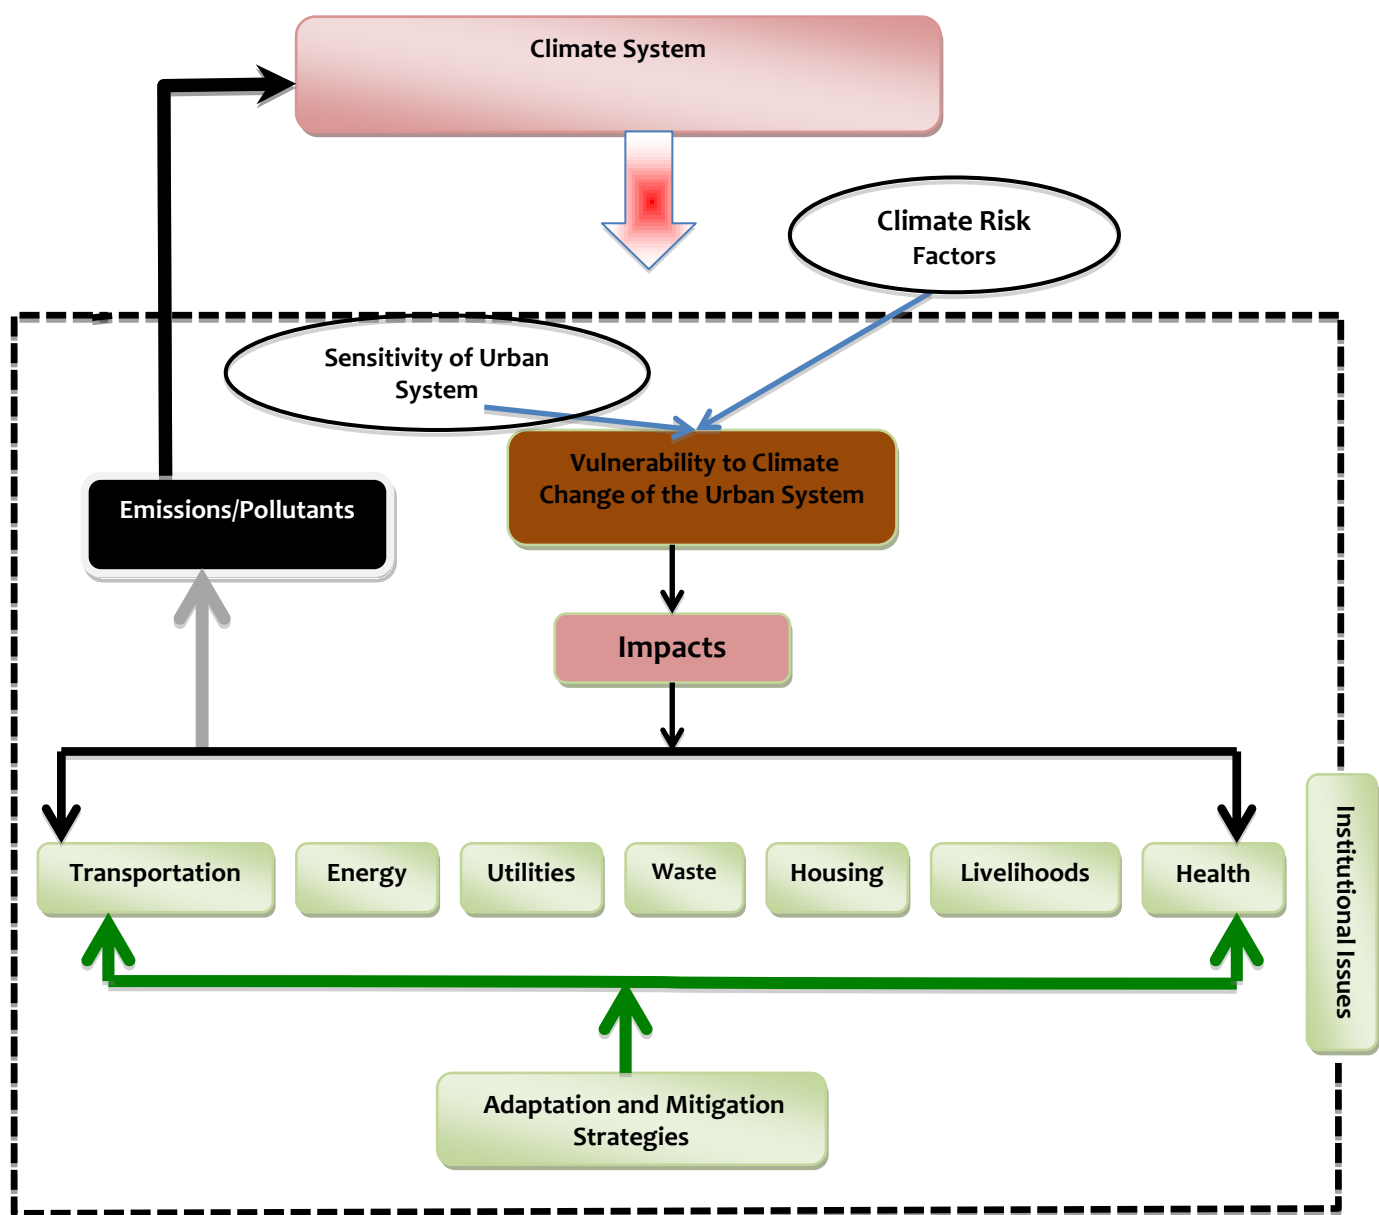 Climate System
Climate Risk
Factors
Sensitivity of Urban
System
Vulnerability to Climate
Change of the Urban System
Emissions/Pollutants
Impacts
Transportation
Energy
Utilities
Waste
Housing
Livelihoods
Health
Institutional Issues
Adaptation and Mitigation
Strategies